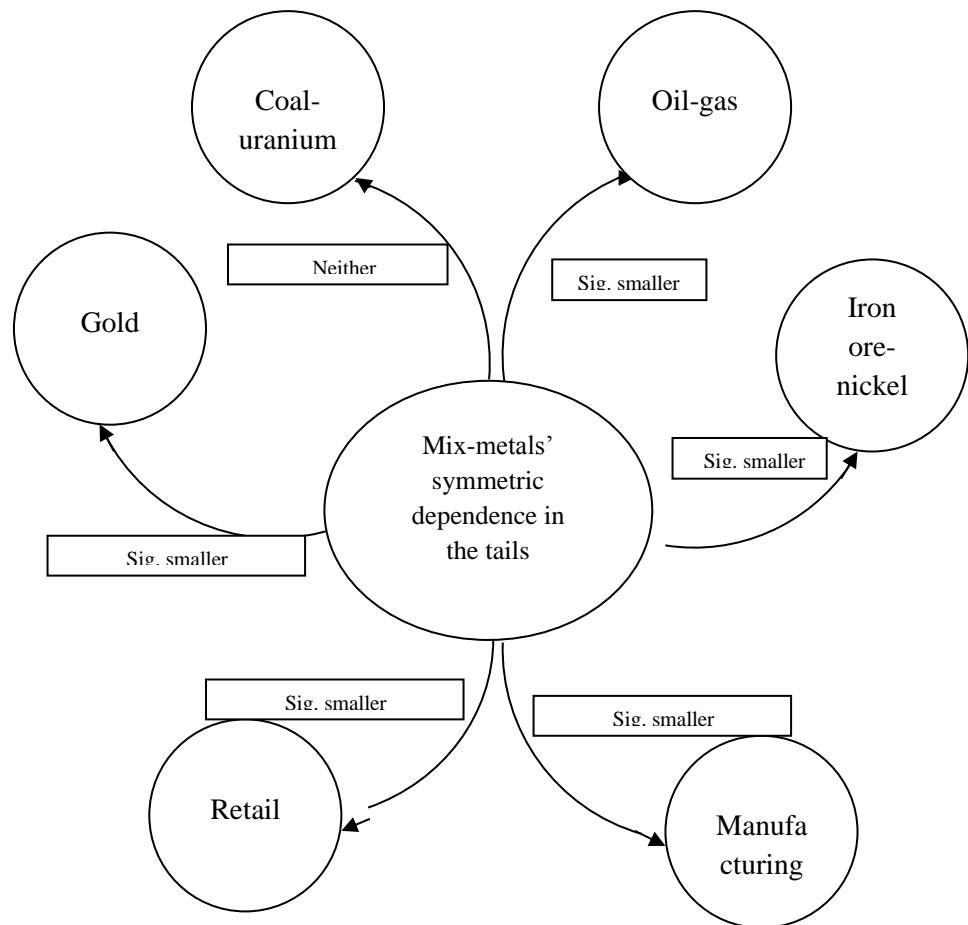 Coal-
uranium
Oil-gas
Neither
Sig. smaller
Gold
Iron
ore-
nickel
Mix-metals’
symmetric
dependence in
the tails
Sig. smaller
Sig. smaller
Sig. smaller
Sig. smaller
Retail
Manufa
cturing